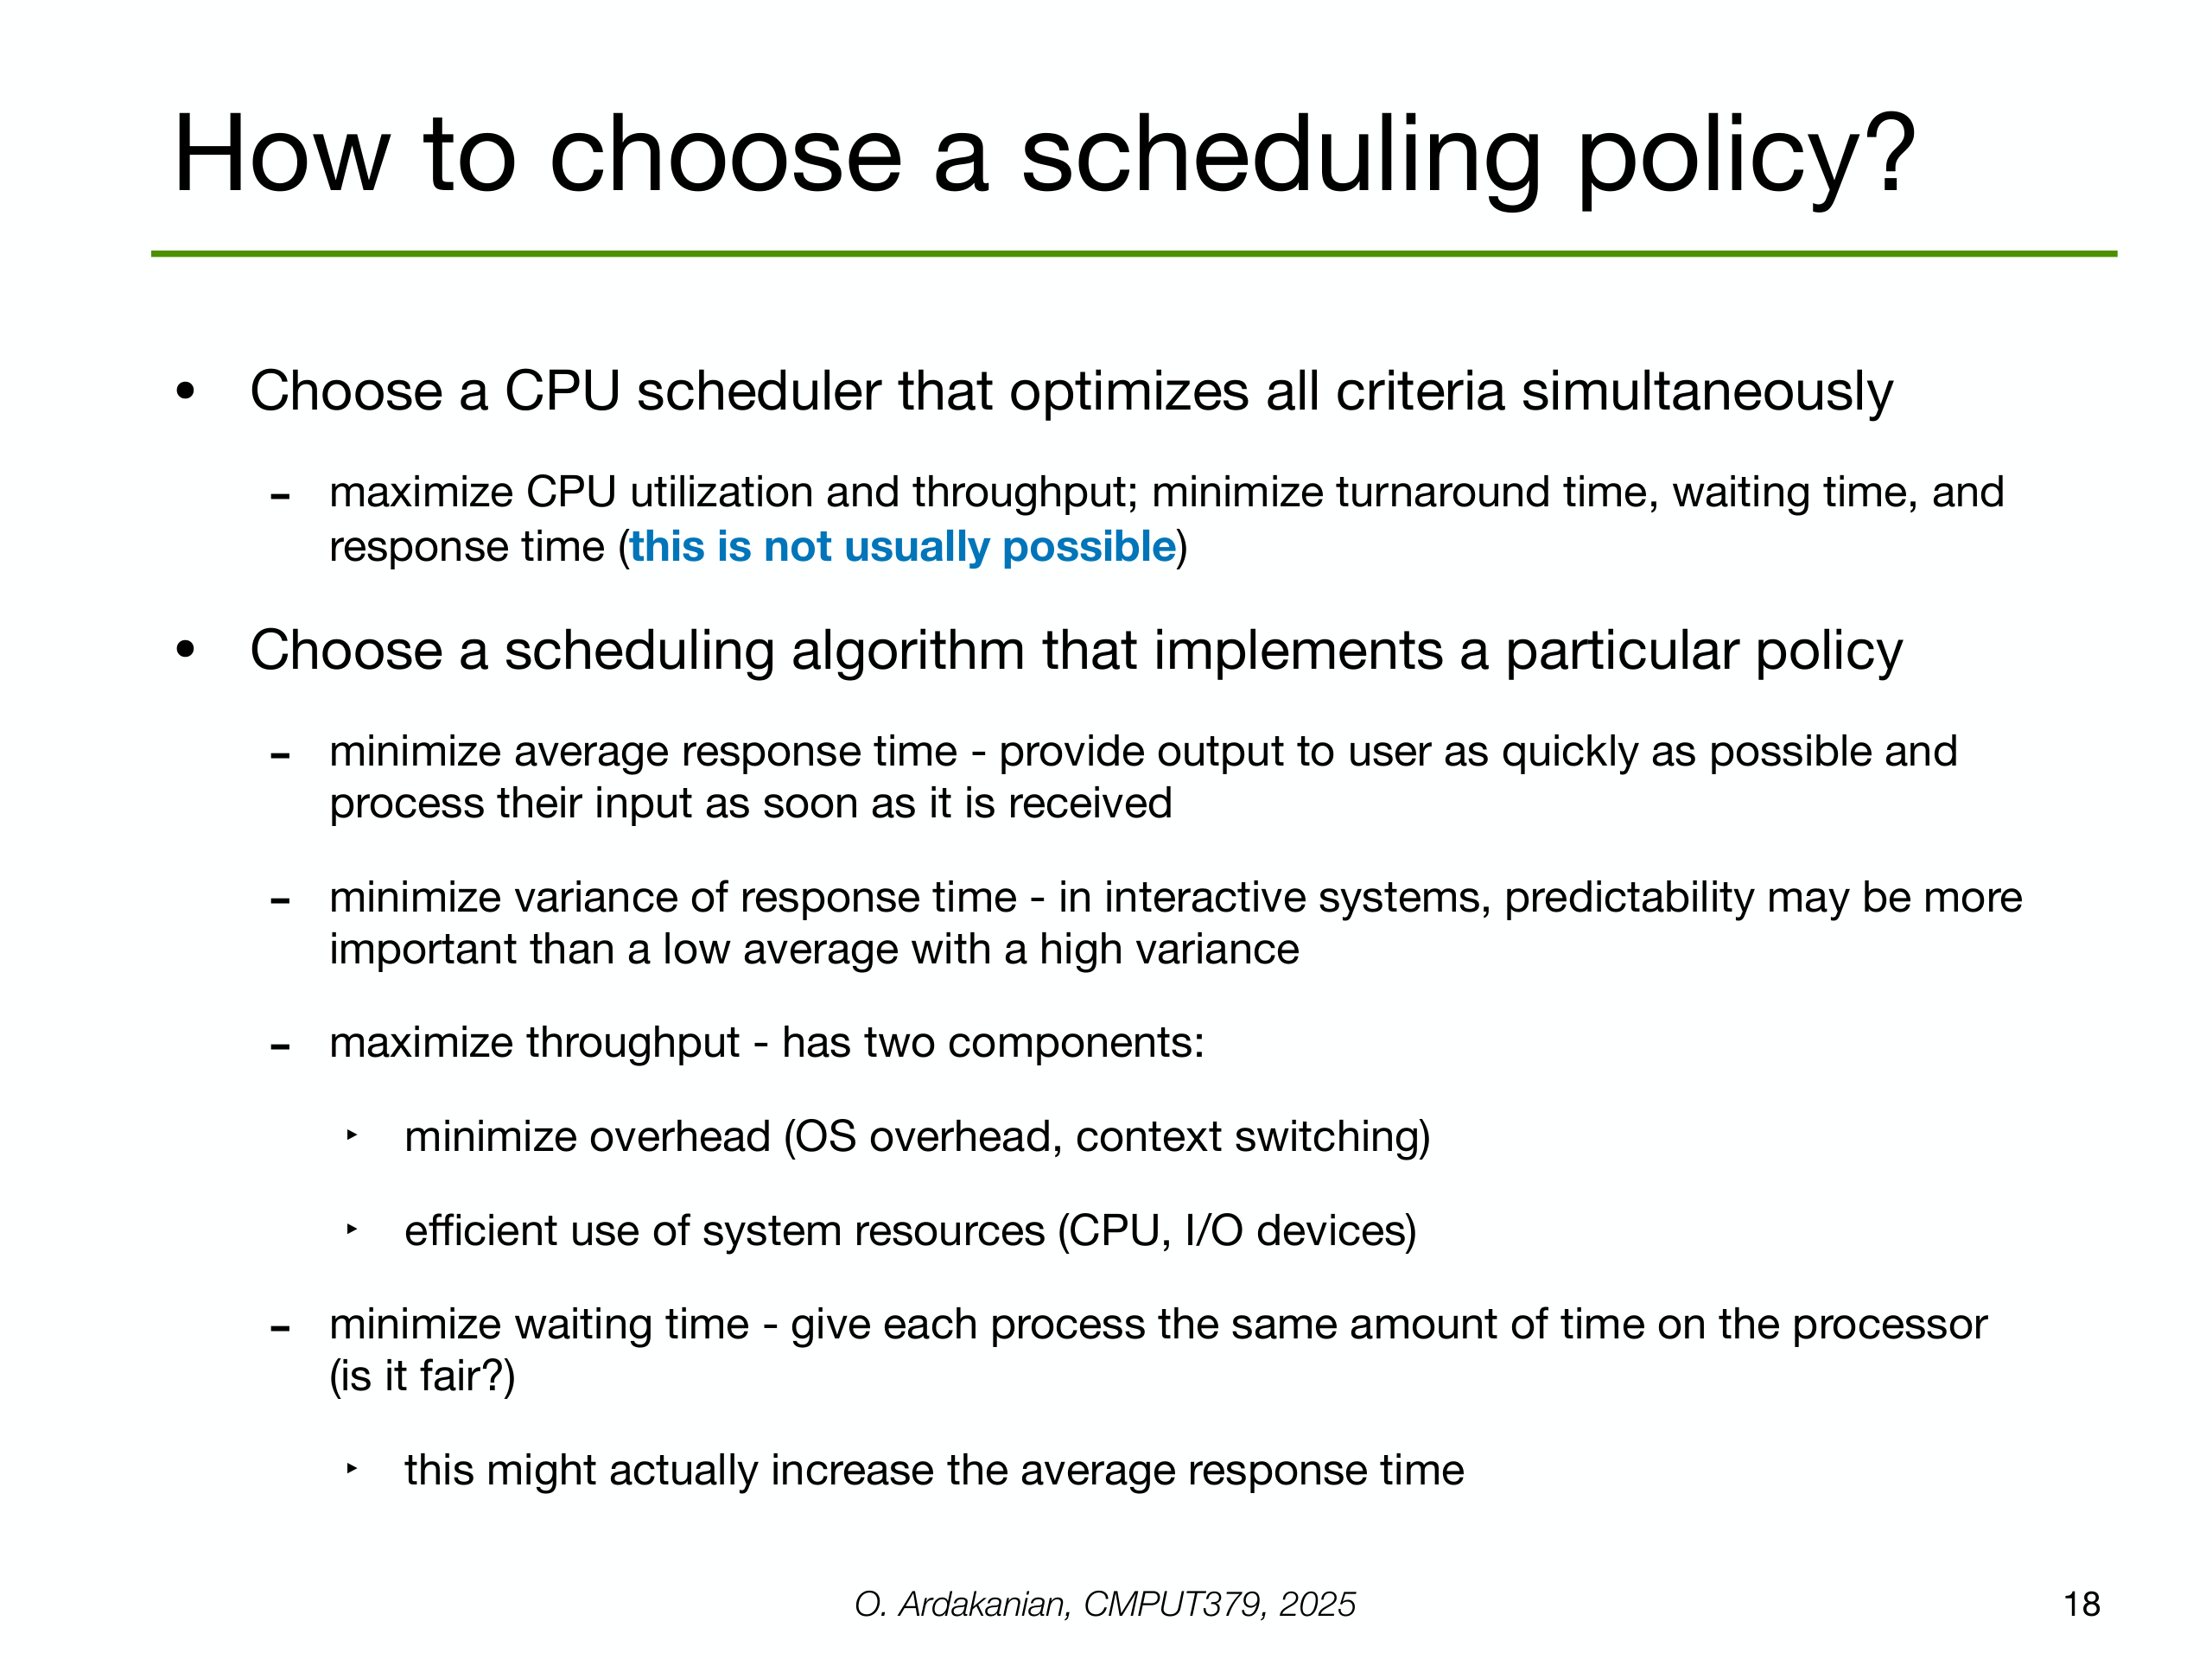 How to choose a scheduling policy?
• Choose a CPU scheduler that optimizes all criteria simultaneously
- maximize CPU utilization and throughput; minimize turnaround time, waiting time, and
response time (this is not usually possible)
• Choose a scheduling algorithm that implements a particular policy
- minimize average response time - provide output to user as quickly as possible and
process their input as soon as it is received
- minimize variance of response time - in interactive systems, predictability may be more
important than a low average with a high variance
- maximize throughput - has two components:
‣ minimize overhead (OS overhead, context switching)
‣ efficient use of system resources (CPU, I/O devices)
- minimize waiting time - give each process the same amount of time on the processor
(is it fair?)
‣ this might actually increase the average response time
O. Ardakanian, CMPUT379, 2025
18